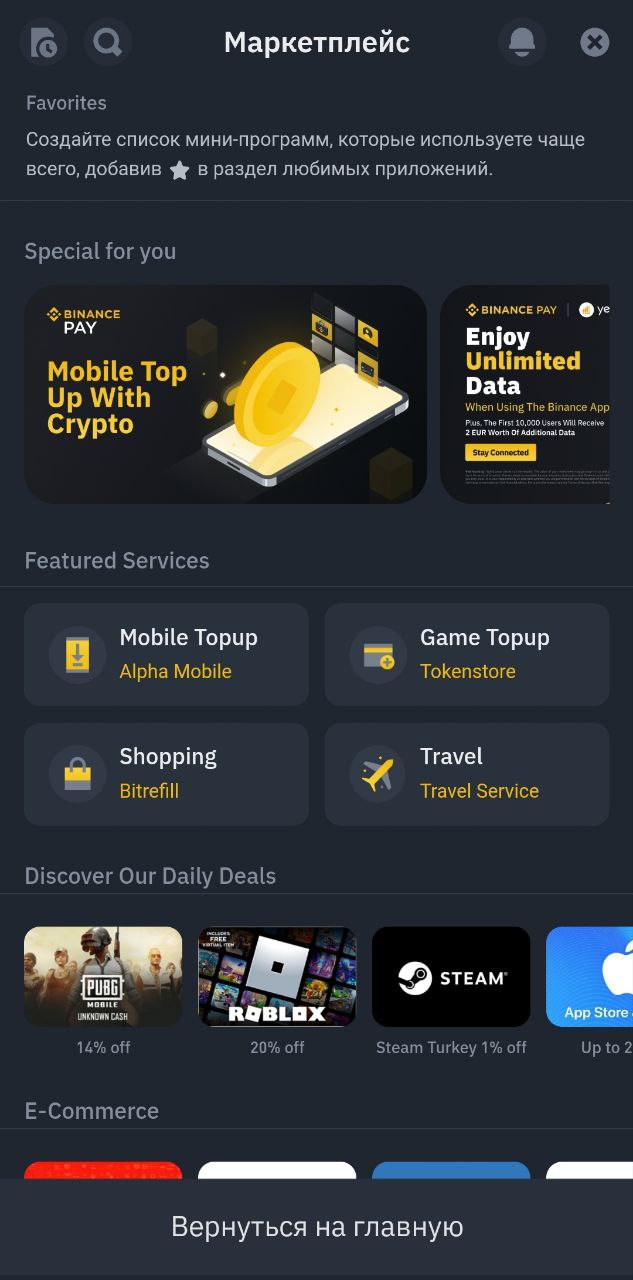 Маркетплейс
Favorites
Создайте список мини-программ, которые используете чаще
всего, добавив в раздел любимых приложений.
Special for you
BINANCE
PAY
Mobile Top
Up With
Crypto
BINANCE PAY
Enjoy
Unlimited
Data
When Using The Binance App
Plus, The First 10,000 Users Will Receive
2 EUR Worth Of Additional Data
Stay Connected
Featured Services
Mobile Topup
Alpha Mobile
Game Topup
Tokenstore
Shopping
Bitrefill
Travel
Travel Service
Discover Our Daily Deals
PUBG
MOBILE
UNKNOWN CASH
INCLUDES
FREE
VIRTUAL ITEM
ROBLOX
STEAM
App Store
14% off
20% off
Steam Turkey 1% off
Up to 2
E-Commerce
Вернуться на главную